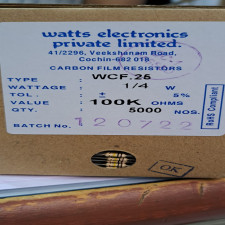 watts electronics
private limited.
41/2296, Veekshanam Road,
Cochin-682 018
CARBON FILM RESISTORS
TYPE : WCF.25
WATTAGE : 1/4 W
TOL. : ± 5%
VALUE : 100K OHMS
QTY. : 5000 NOS.
BATCH No. : 120722
RoHS Compliant
OK